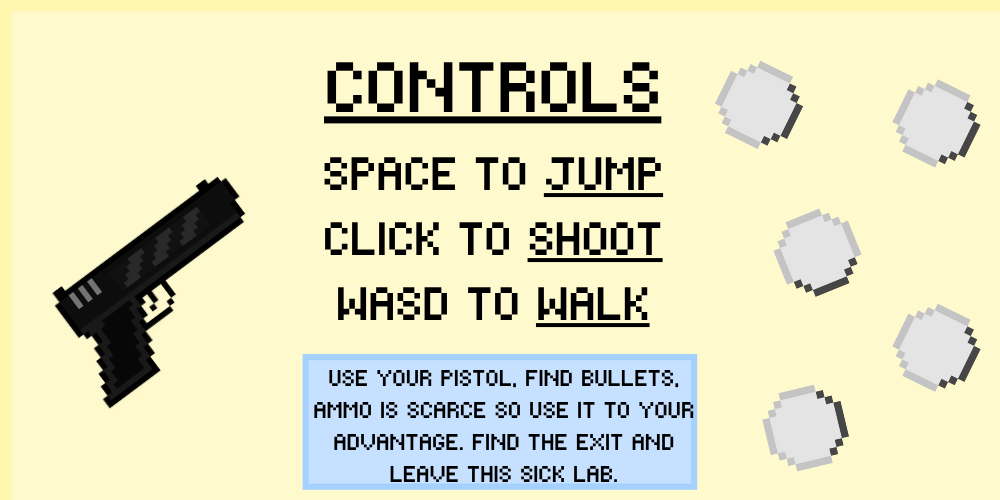 CONTROLS
SPACE TO JUMP
CLICK TO SHOOT
WASD TO WALK
USE YOUR PISTOL, FIND BULLETS,
AMMO IS SCARCE SO USE IT TO YOUR
ADVANTAGE. FIND THE EXIT AND
LEAVE THIS SICK LAB.